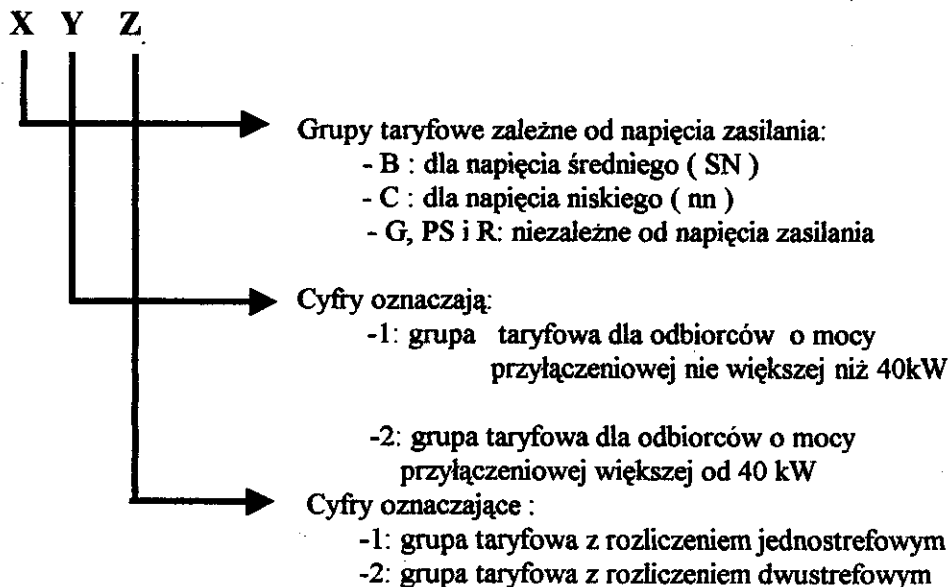 X Y Z
Grupy taryfowe zależne od napięcia zasilania:
- B : dla napięcia średniego ( SN )
- C : dla napięcia niskiego ( nn )
- G, PS i R: niezależne od napięcia zasilania
Cyfry oznaczają:
-1: grupa taryfowa dla odbiorców o mocy
przyłączeniowej nie większej niż 40kW
-2: grupa taryfowa dla odbiorców o mocy
przyłączeniowej większej od 40 kW
Cyfry oznaczające :
-1: grupa taryfowa z rozliczeniem jednostrefowym
-2: grupa taryfowa z rozliczeniem dwustrefowym